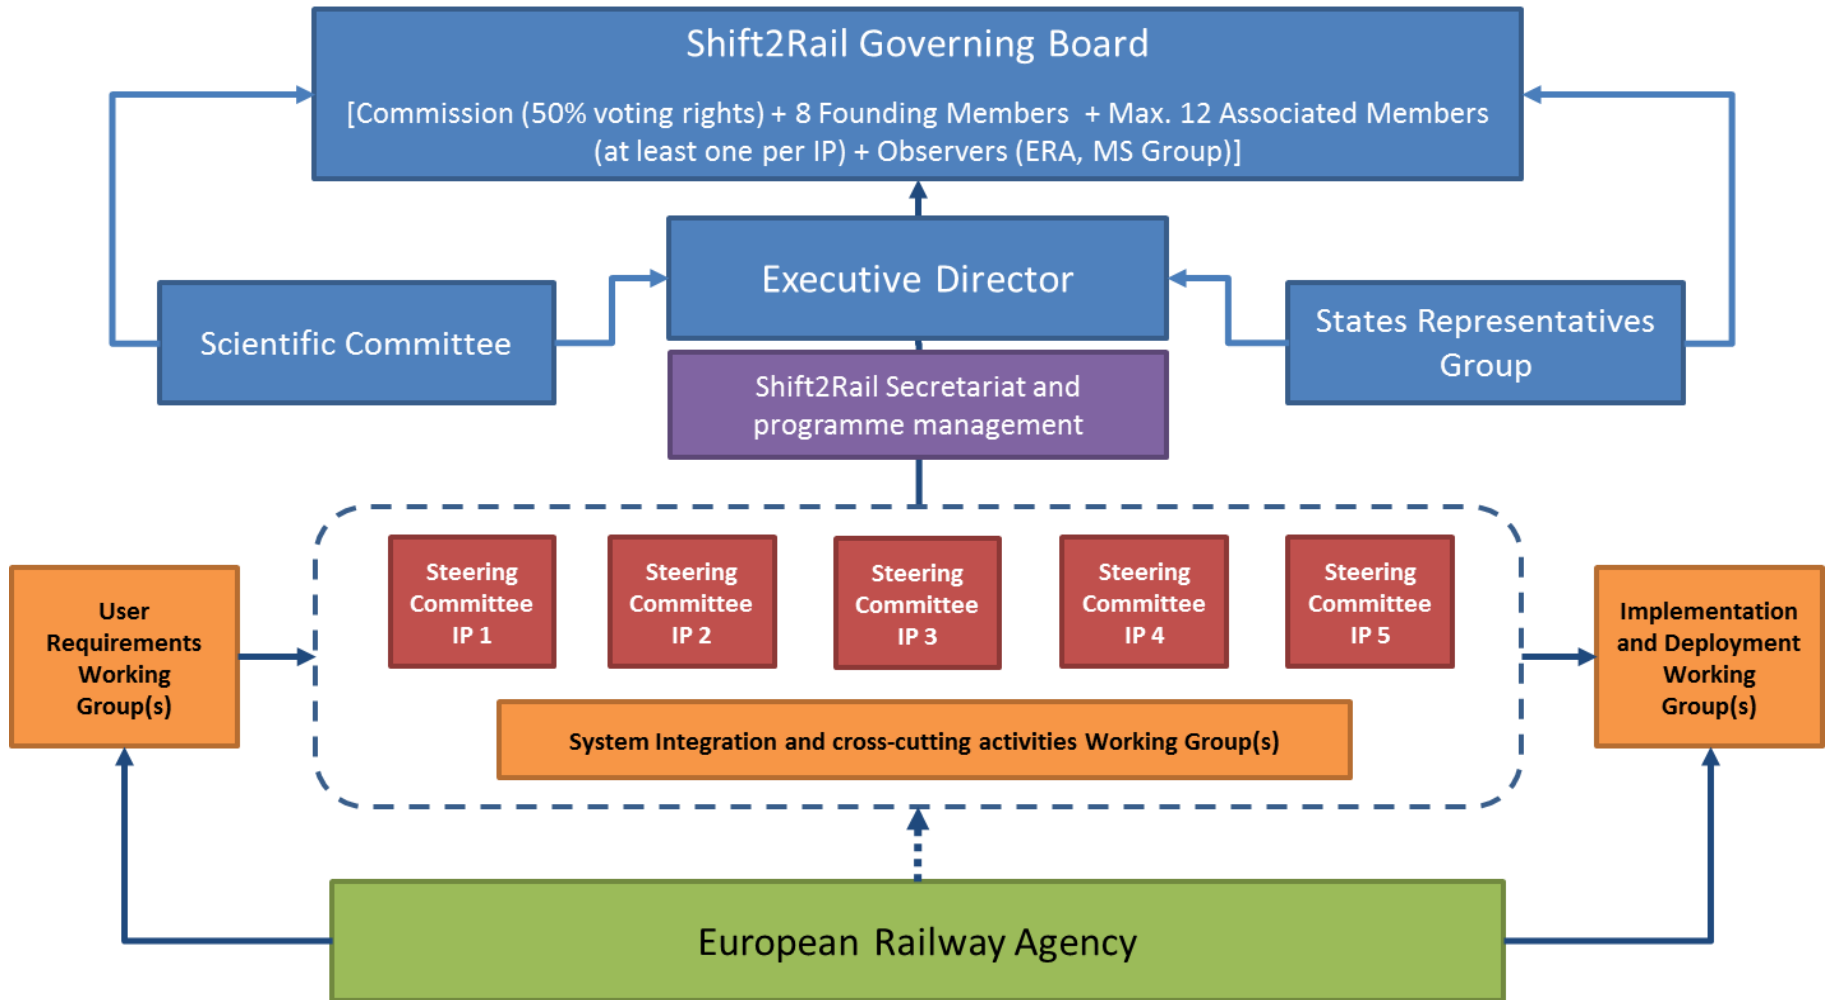 Shift2Rail Governing Board
[Commission (50% voting rights) + 8 Founding Members + Max. 12 Associated Members
(at least one per IP) + Observers (ERA, MS Group)]
Executive Director
Scientific Committee
States Representatives
Group
Shift2Rail Secretariat and
programme management
User
Requirements
Working
Group(s)
Steering
Committee
IP 1
Steering
Committee
IP 2
Steering
Committee
IP 3
Steering
Committee
IP 4
Steering
Committee
IP 5
Implementation
and Deployment
Working
Group(s)
System Integration and cross-cutting activities Working Group(s)
European Railway Agency